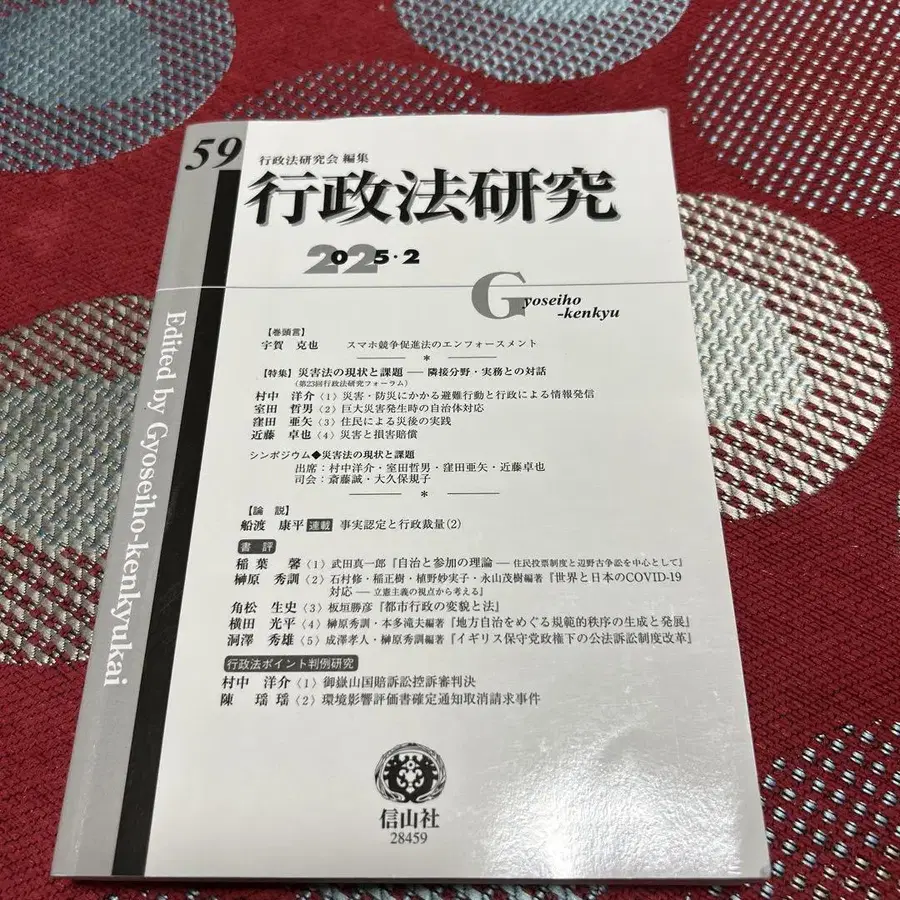 59
行政法研究会 編集
行政法研究
2025・2
Gyoseiho
-kenkyu
【巻頭言】
宇賀 克也 スマホ競争促進法のエンフォースメント
*
【特集】災害法の現状と課題 ― 隣接分野・実務との対話
(第23回行政法研究フォーラム)
村中 洋介〈1〉災害・防災にかかる避難行動と行政による情報発信
室田 哲男〈2〉巨大災害発生時の自治体対応
窪田 亜矢〈3〉住民による災後の実践
近藤 卓也〈4〉災害と損害賠償
シンポジウム◆災害法の現状と課題
出席:村中洋介・室田哲男・窪田亜矢・近藤卓也
司会:斎藤誠・大久保規子
*
【論 説】
船渡 康平 連載 事実認定と行政裁量(2)
書 評
稲葉 馨〈1〉武田真一郎『自治と参加の理論 ― 住民投票制度と辺野古争訟を中心として』
榊原 秀訓〈2〉石村修・稲正樹・植野妙実子・永山茂樹編著『世界と日本のCOVID-19
対応 ― 立憲主義の視点から考える』
角松 生史〈3〉板垣勝彦『都市行政の変貌と法』
横田 光平〈4〉榊原秀訓・本多滝夫編著『地方自治をめぐる規範的秩序の生成と発展』
洞澤 秀雄〈5〉成澤孝人・榊原秀訓編著『イギリス保守党政権下の公法訴訟制度改革』
行政法ポイント判例研究
村中 洋介〈1〉御嶽山国賠訴訟控訴審判決
陳 瑶瑶〈2〉環境影響評価書確定通知取消請求事件
信山社
28459
Edited by Gyoseiho-kenkyukai